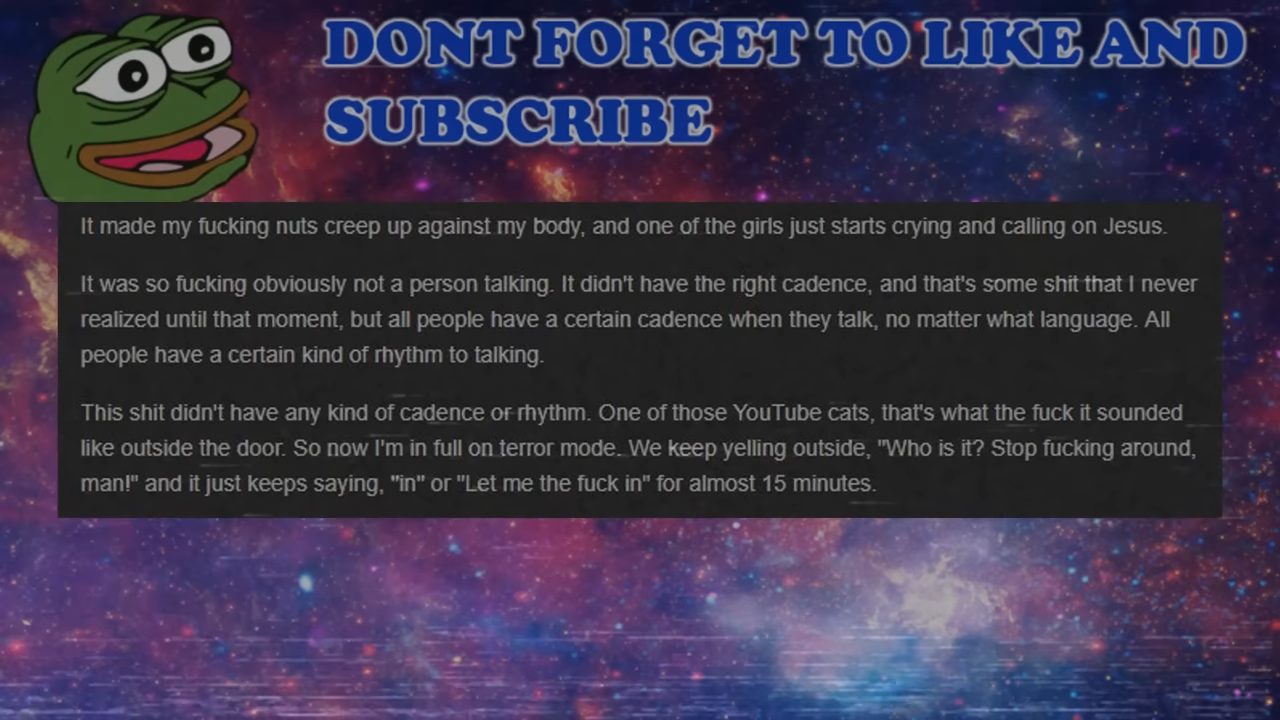 DONT FORGET TO LIKE AND
SUBSCRIBE
It made my fucking nuts creep up against my body, and one of the girls just starts crying and calling on Jesus.
It was so fucking obviously not a person talking. It didn't have the right cadence, and that's some shit that I never
realized until that moment, but all people have a certain cadence when they talk, no matter what language. All
people have a certain kind of rhythm to talking.
This shit didn't have any kind of cadence or rhythm. One of those YouTube cats, that's what the fuck it sounded
like outside the door. So now I'm in full on terror mode. We keep yelling outside, "Who is it? Stop fucking around,
man!" and it just keeps saying, "in" or "Let me the fuck in" for almost 15 minutes.